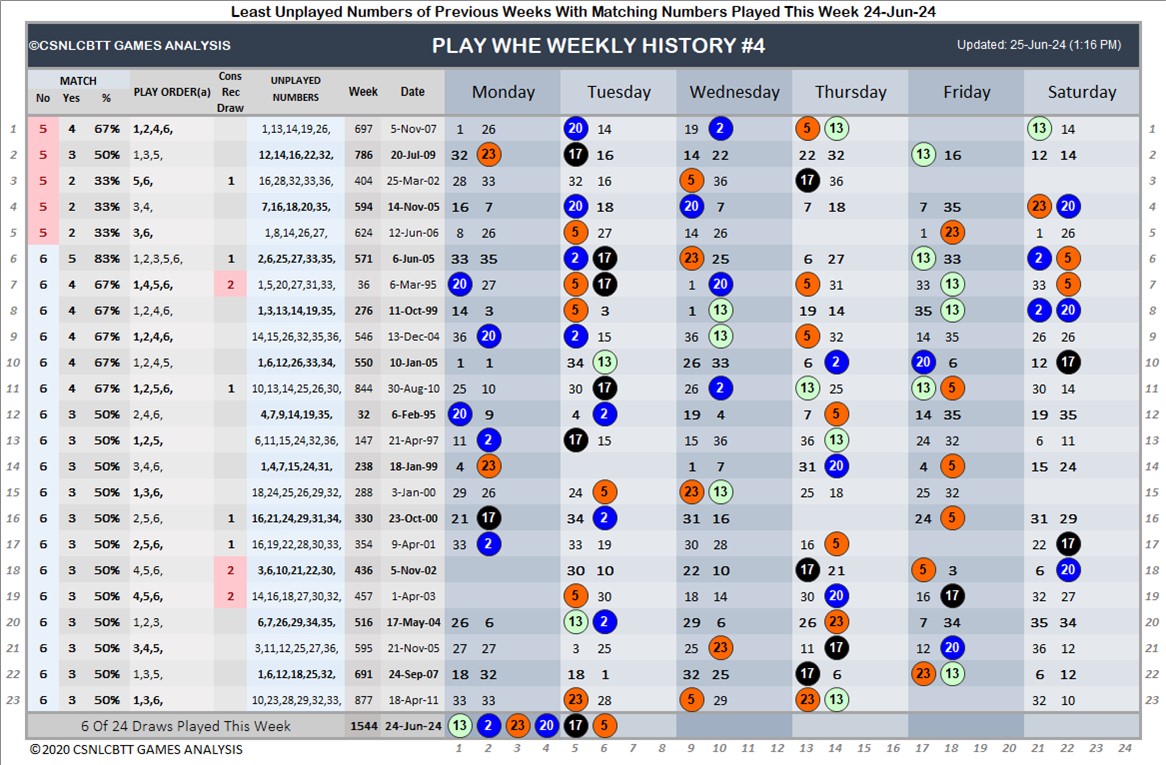 Least Unplayed Numbers of Previous Weeks With Matching Numbers Played This Week 24-Jun-24
©CSNLCBTT GAMES ANALYSIS PLAY WHE WEEKLY HISTORY #4 Updated: 25-Jun-24 (1:16 PM)
MATCH No Yes % PLAY ORDER(a) Cons Rec Draw UNPLAYED NUMBERS Week Date Monday Tuesday Wednesday Thursday Friday Saturday
1 5 4 67% 1,2,4,6, 1,13,14,19,26, 697 5-Nov-07 1 26 20 14 19 2 5 14 13 13 14 1
2 5 3 50% 1,3,5, 12,14,16,22,32, 786 20-Jul-09 32 23 17 16 14 22 22 32 13 16 12 14 2
3 5 2 33% 5,6, 1 16,28,32,33,36, 404 25-Mar-02 28 33 32 16 5 36 17 36 3
4 5 2 33% 3,4, 7,16,18,20,35, 594 14-Nov-05 16 7 20 18 20 7 7 18 7 35 23 20 4
5 5 2 33% 3,6, 1,8,14,26,27, 624 12-Jun-06 8 26 5 27 14 26 1 23 1 26 5
6 6 5 83% 1,2,3,5,6, 1 2,6,25,27,33,35, 571 6-Jun-05 33 35 2 17 23 25 6 27 13 33 2 5 6
7 6 4 67% 1,4,5,6, 2 1,5,20,27,31,33, 36 6-Mar-95 20 27 5 17 1 20 5 31 33 13 33 5 7
8 6 4 67% 1,2,4,6, 1,3,13,14,19,35, 276 11-Oct-99 14 3 5 3 1 13 19 14 35 13 2 20 8
9 6 4 67% 1,2,4,6, 14,15,26,32,35,36, 546 13-Dec-04 36 20 2 15 36 13 5 32 14 35 26 26 9
10 6 4 67% 1,2,4,5, 1,6,12,26,33,34, 550 10-Jan-05 1 1 34 13 26 33 6 2 20 6 12 17 10
11 6 4 67% 1,2,5,6, 1 10,13,14,25,26,30, 844 30-Aug-10 25 10 30 17 26 2 13 25 13 5 30 14 11
12 6 3 50% 2,4,6, 4,7,9,14,19,35, 32 6-Feb-95 20 9 4 2 19 4 7 5 14 35 19 35 12
13 6 3 50% 1,2,5, 6,11,15,24,32,36, 147 21-Apr-97 11 2 17 15 15 36 36 13 24 32 6 11 13
14 6 3 50% 3,4,6, 1,4,7,15,24,31, 238 18-Jan-99 4 23 1 7 31 20 4 5 15 24 14
15 6 3 50% 1,3,6, 18,24,25,26,29,32, 288 3-Jan-00 29 26 24 5 23 13 25 18 25 32 15
16 6 3 50% 2,5,6, 1 16,21,24,29,31,34, 330 23-Oct-00 21 17 34 2 31 16 24 5 31 29 16
17 6 3 50% 2,5,6, 1 16,19,22,28,30,33, 354 9-Apr-01 33 2 33 19 30 28 16 5 22 17 17
18 6 3 50% 4,5,6, 2 3,6,10,21,22,30, 436 5-Nov-02 30 10 22 10 17 21 5 3 6 20 18
19 6 3 50% 4,5,6, 2 14,16,18,27,30,32, 457 1-Apr-03 5 30 18 14 30 20 16 17 32 27 19
20 6 3 50% 1,2,3, 6,7,26,29,34,35, 516 17-May-04 26 6 13 2 29 6 26 23 7 34 35 34 20
21 6 3 50% 3,4,5, 3,11,12,25,27,36, 595 21-Nov-05 27 27 3 25 25 23 11 17 12 20 36 12 21
22 6 3 50% 1,3,5, 1,6,12,18,25,32, 691 24-Sep-07 18 32 18 1 32 25 17 6 23 13 6 12 22
23 6 3 50% 1,3,6, 10,23,28,29,32,33, 877 18-Apr-11 33 33 23 28 5 29 23 13 32 10 23
6 Of 24 Draws Played This Week 1544 24-Jun-24 13 2 23 20 17 5
©2020 CSNLCBTT GAMES ANALYSIS 1 2 3 4 5 6 7 8 9 10 11 12 13 14 15 16 17 18 19 20 21 22 23 24